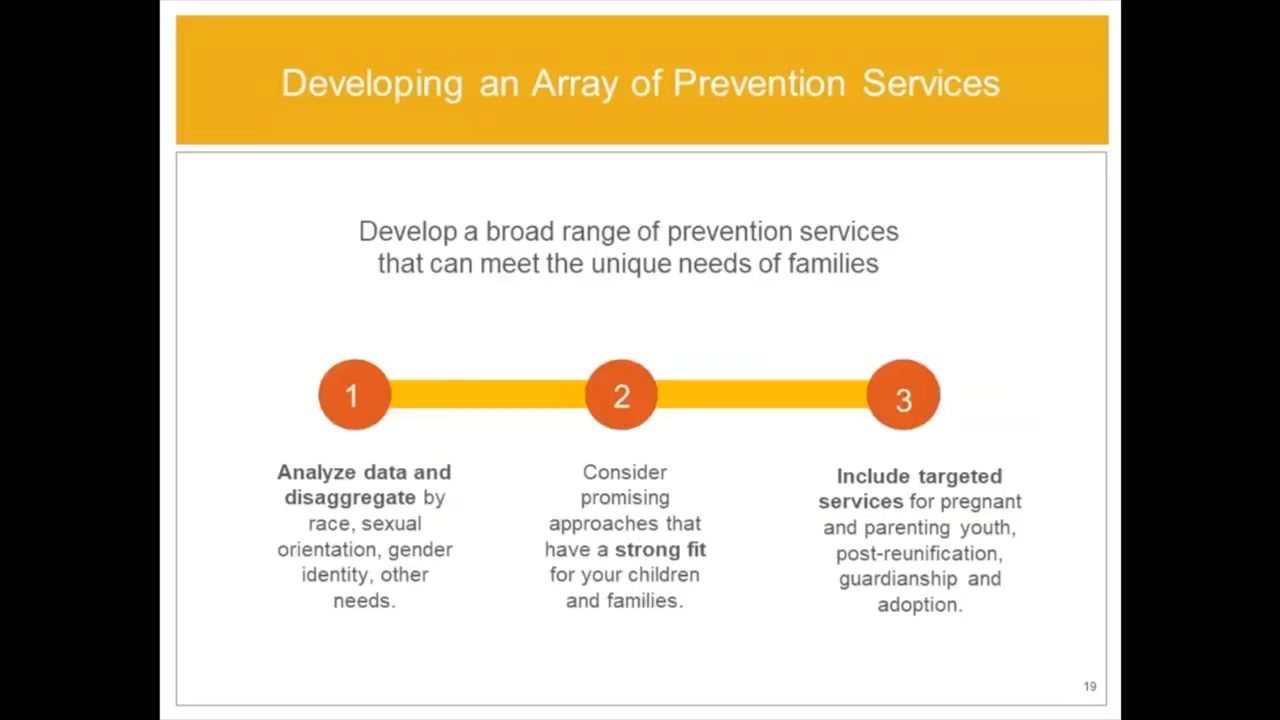 Developing an Array of Prevention Services
Develop a broad range of prevention services
that can meet the unique needs of families
1
2
3
Analyze data and
disaggregate by
race, sexual
orientation, gender
identity, other
needs.
Consider
promising
approaches that
have a strong fit
for your children
and families.
Include targeted
services for pregnant
and parenting youth,
post-reunification,
guardianship and
adoption.
19